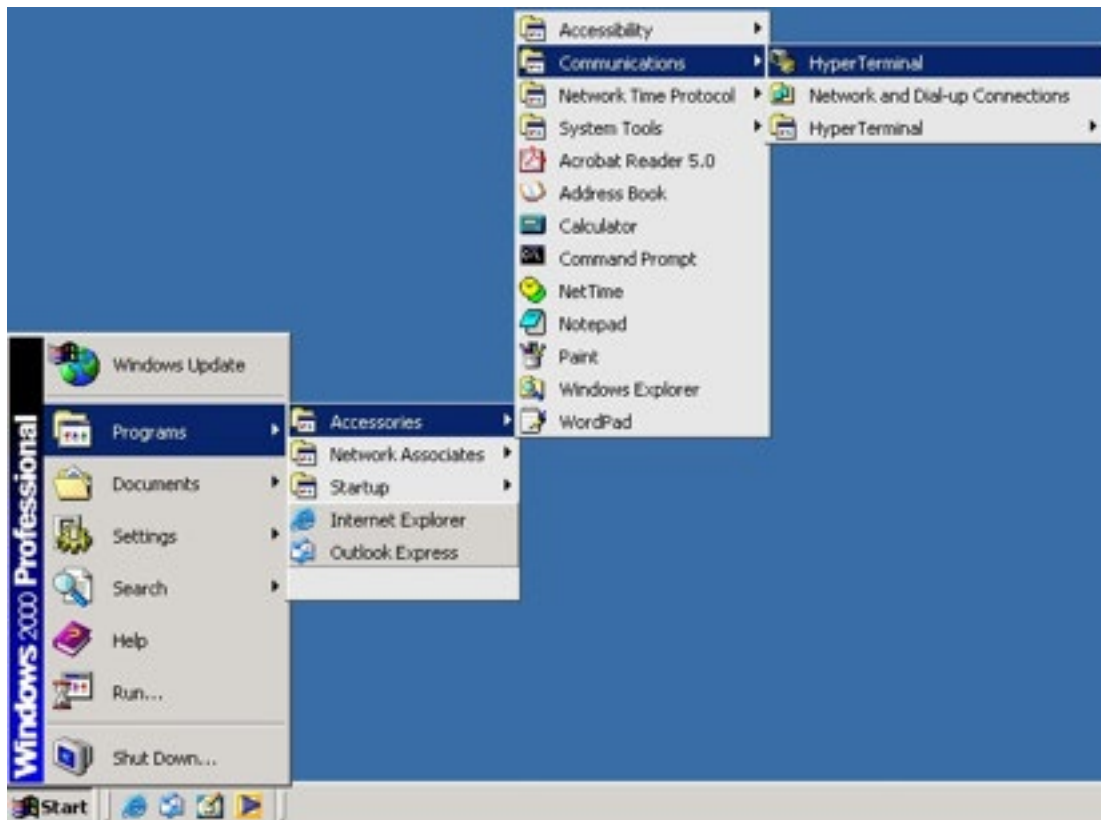 Accessibility
Communications
Network Time Protocol
System Tools
Acrobat Reader 5.0
Address Book
Calculator
Command Prompt
NetTime
Notepad
Paint
Windows Explorer
WordPad
HyperTerminal
Network and Dial-up Connections
HyperTerminal
Windows Update
Programs
Documents
Settings
Search
Help
Run...
Shut Down...
Accessories
Network Associates
Startup
Internet Explorer
Outlook Express
Windows 2000 Professional
Start